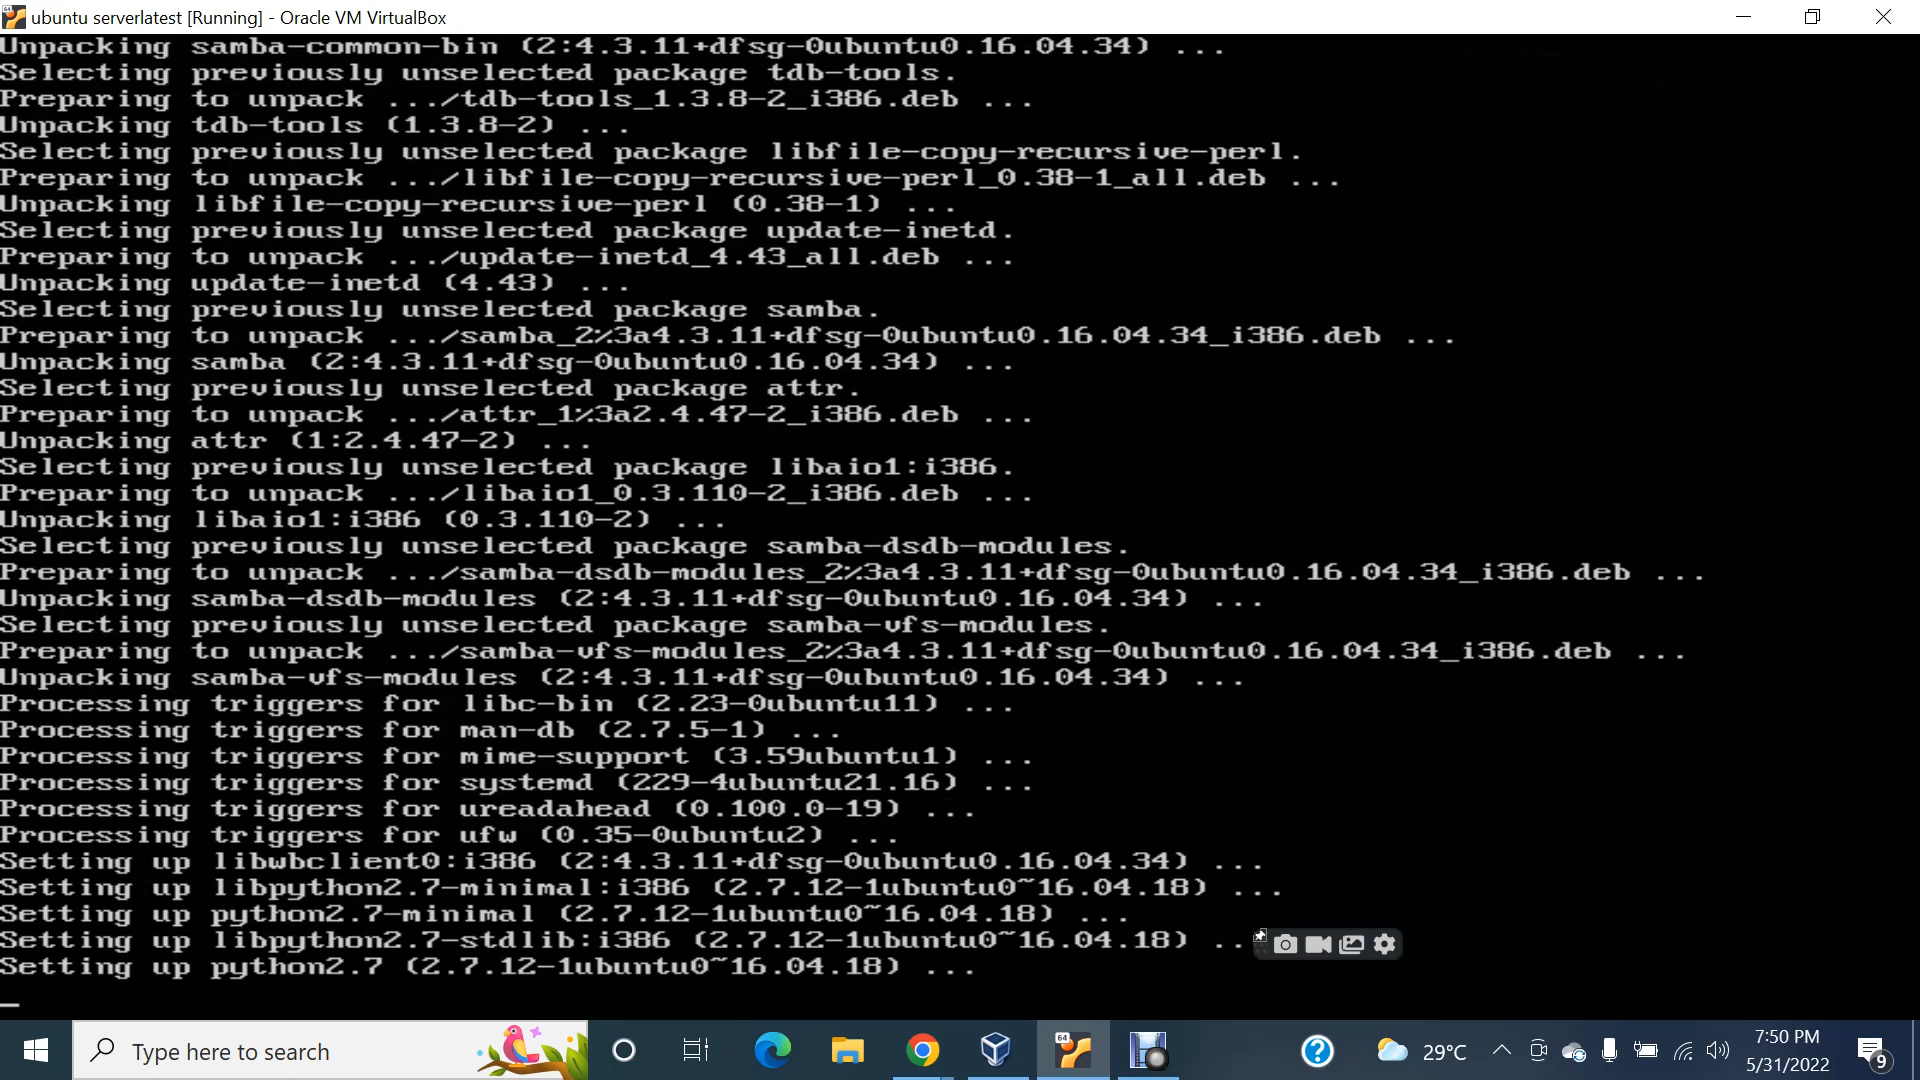 ubuntu serverlatest [Running] - Oracle VM VirtualBox
Unpacking samba-common-bin (2:4.3.11+dfsg-0ubuntu0.16.04.34) ...
Selecting previously unselected package tdb-tools.
Preparing to unpack .../tdb-tools_1.3.8-2_i386.deb ...
Unpacking tdb-tools (1.3.8-2) ...
Selecting previously unselected package libfile-copy-recursive-perl.
Preparing to unpack .../libfile-copy-recursive-perl_0.38-1_all.deb ...
Unpacking libfile-copy-recursive-perl (0.38-1) ...
Selecting previously unselected package update-inetd.
Preparing to unpack .../update-inetd_4.43_all.deb ...
Unpacking update-inetd (4.43) ...
Selecting previously unselected package samba.
Preparing to unpack .../samba_2%3a4.3.11+dfsg-0ubuntu0.16.04.34_i386.deb ...
Unpacking samba (2:4.3.11+dfsg-0ubuntu0.16.04.34) ...
Selecting previously unselected package attr.
Preparing to unpack .../attr_1%3a2.4.47-2_i386.deb ...
Unpacking attr (1:2.4.47-2) ...
Selecting previously unselected package libaio1:i386.
Preparing to unpack .../libaio1_0.3.110-2_i386.deb ...
Unpacking libaio1:i386 (0.3.110-2) ...
Selecting previously unselected package samba-dsdb-modules.
Preparing to unpack .../samba-dsdb-modules_2%3a4.3.11+dfsg-0ubuntu0.16.04.34_i386.deb ...
Unpacking samba-dsdb-modules (2:4.3.11+dfsg-0ubuntu0.16.04.34) ...
Selecting previously unselected package samba-vfs-modules.
Preparing to unpack .../samba-vfs-modules_2%3a4.3.11+dfsg-0ubuntu0.16.04.34_i386.deb ...
Unpacking samba-vfs-modules (2:4.3.11+dfsg-0ubuntu0.16.04.34) ...
Processing triggers for libc-bin (2.23-0ubuntu11) ...
Processing triggers for man-db (2.7.5-1) ...
Processing triggers for mime-support (3.59ubuntu1) ...
Processing triggers for systemd (229-4ubuntu21.16) ...
Processing triggers for ureadahead (0.100.0-19) ...
Processing triggers for ufw (0.35-0ubuntu2) ...
Setting up libwbclient0:i386 (2:4.3.11+dfsg-0ubuntu0.16.04.34) ...
Setting up libpython2.7-minimal:i386 (2.7.12-1ubuntu0~16.04.18) ...
Setting up python2.7-minimal (2.7.12-1ubuntu0~16.04.18) ...
Setting up libpython2.7-stdlib:i386 (2.7.12-1ubuntu0~16.04.18) ..
Setting up python2.7 (2.7.12-1ubuntu0~16.04.18) ...
_
Type here to search
64
29°C
7:50 PM
5/31/2022
9